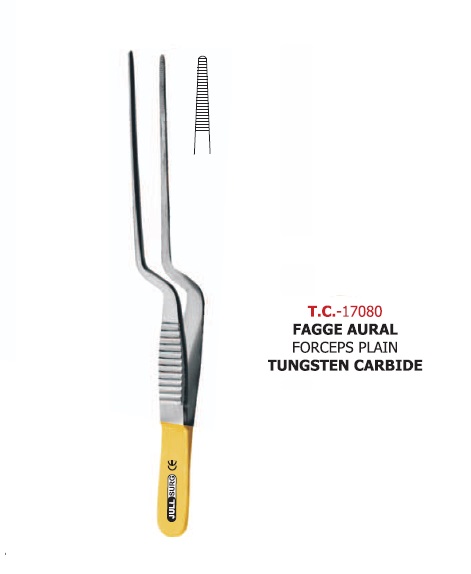 T.C.-17080
FAGGE AURAL
FORCEPS PLAIN
TUNGSTEN CARBIDE
JULL SURG
CE